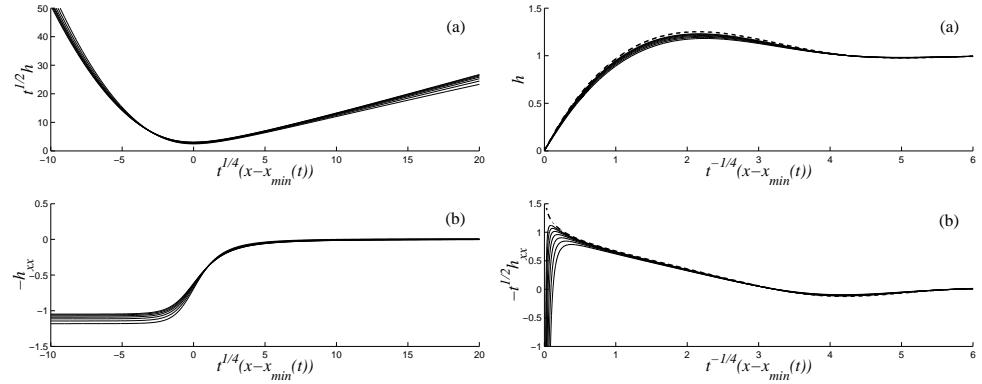 50
40
30
20
10
0
t^{1/2}h
(a)
−10 −5 0 5 10 15 20
t^{1/4}(x−x_{min}(t))
1.5
1
0.5
0
h
(a)
0 1 2 3 4 5 6
t^{−1/4}(x−x_{min}(t))
0.5
0
−0.5
−1
−1.5
−h_{xx}
(b)
−10 −5 0 5 10 15 20
t^{1/4}(x−x_{min}(t))
1.5
1
0.5
0
−0.5
−1
−t^{1/2}h_{xx}
(b)
0 1 2 3 4 5 6
t^{−1/4}(x−x_{min}(t))